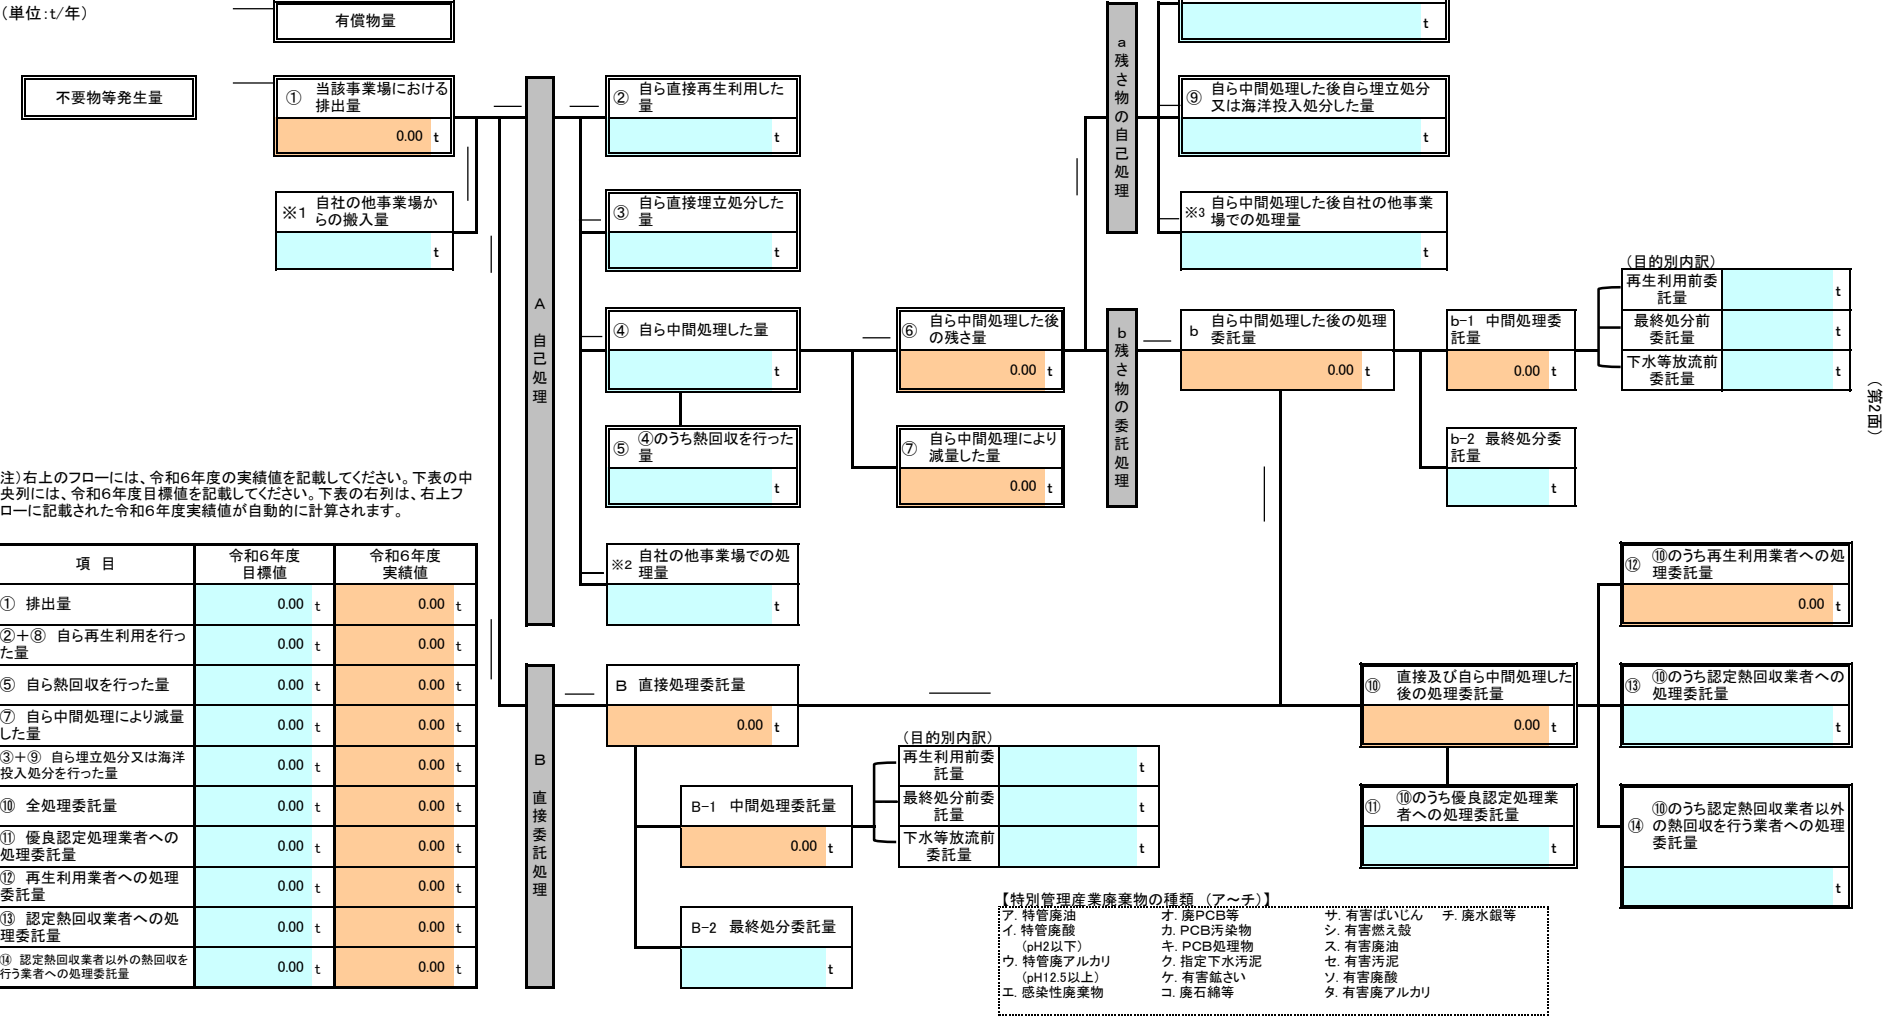 （単位：t/年）
有償物量
t
不要物等発生量
① 当該事業場における
排出量
0.00 t
② 自ら直接再生利用した
量
t
a
残
さ
物
の
自
己
処
理
⑨ 自ら中間処理した後自ら埋立処分
又は海洋投入処分した量
t
※1 自社の他事業場か
らの搬入量
t
③ 自ら直接埋立処分した
量
t
※3 自ら中間処理した後自社の他事業
場での処理量
t
A
自
己
処
理
④ 自ら中間処理した量
t
⑥ 自ら中間処理した後
の残さ量
0.00 t
b
残
さ
物
の
委
託
処
理
b 自ら中間処理した後の処理
委託量
0.00 t
b-1 中間処理委
託量
0.00 t
（目的別内訳）
再生利用前委
託量
t
最終処分前
委託量
t
下水等放流前
委託量
t
（第2面）
⑤ ④のうち熱回収を行った
量
t
⑦ 自ら中間処理により
減量した量
0.00 t
b-2 最終処分委
託量
t
注）右上のフローには、令和6年度の実績値を記載してください。下表の中
央列には、令和6年度目標値を記載してください。下表の右列は、右上フ
ローに記載された令和6年度実績値が自動的に計算されます。
※2 自社の他事業場での処
理量
t
項 目
令和6年度
目標値
令和6年度
実績値
① 排出量 0.00 t 0.00 t
②＋⑧ 自ら再生利用を行っ
た量 0.00 t 0.00 t
⑤ 自ら熱回収を行った量 0.00 t 0.00 t
⑦ 自ら中間処理により減量
した量 0.00 t 0.00 t
③＋⑨ 自ら埋立処分又は海洋
投入処分を行った量 0.00 t 0.00 t
⑩ 全処理委託量 0.00 t 0.00 t
⑪ 優良認定処理業者への
処理委託量 0.00 t 0.00 t
⑫ 再生利用業者への処理
委託量 0.00 t 0.00 t
⑬ 認定熱回収業者への処
理委託量 0.00 t 0.00 t
⑭ 認定熱回収業者以外の熱回収を
行う業者への処理委託量 0.00 t 0.00 t
B
直
接
委
託
処
理
B 直接処理委託量
0.00 t
B-1 中間処理委託量
0.00 t
B-2 最終処分委託量
t
（目的別内訳）
再生利用前委
託量
t
最終処分前委
託量
t
下水等放流前
委託量
t
⑩ 直接及び自ら中間処理した
後の処理委託量
0.00 t
⑪ ⑩のうち優良認定処理業
者への処理委託量
t
⑫ ⑩のうち再生利用業者への処
理委託量
0.00 t
⑬ ⑩のうち認定熱回収業者への
処理委託量
t
⑭ ⑩のうち認定熱回収業者以外
の熱回収を行う業者への処理
委託量
t
【特別管理産業廃棄物の種類 （ア～チ）】
ア. 特管廃油
イ. 特管廃酸
（pH2以下）
ウ. 特管廃アルカリ
（pH12.5以上）
エ. 感染性廃棄物
オ. 廃PCB等
カ. PCB汚染物
キ. PCB処理物
ク. 指定下水汚泥
ケ. 有害鉱さい
コ. 廃石綿等
サ. 有害ばいじん
シ. 有害燃え殻
ス. 有害廃油
セ. 有害汚泥
ソ. 有害廃酸
タ. 有害廃アルカリ
チ. 廃水銀等